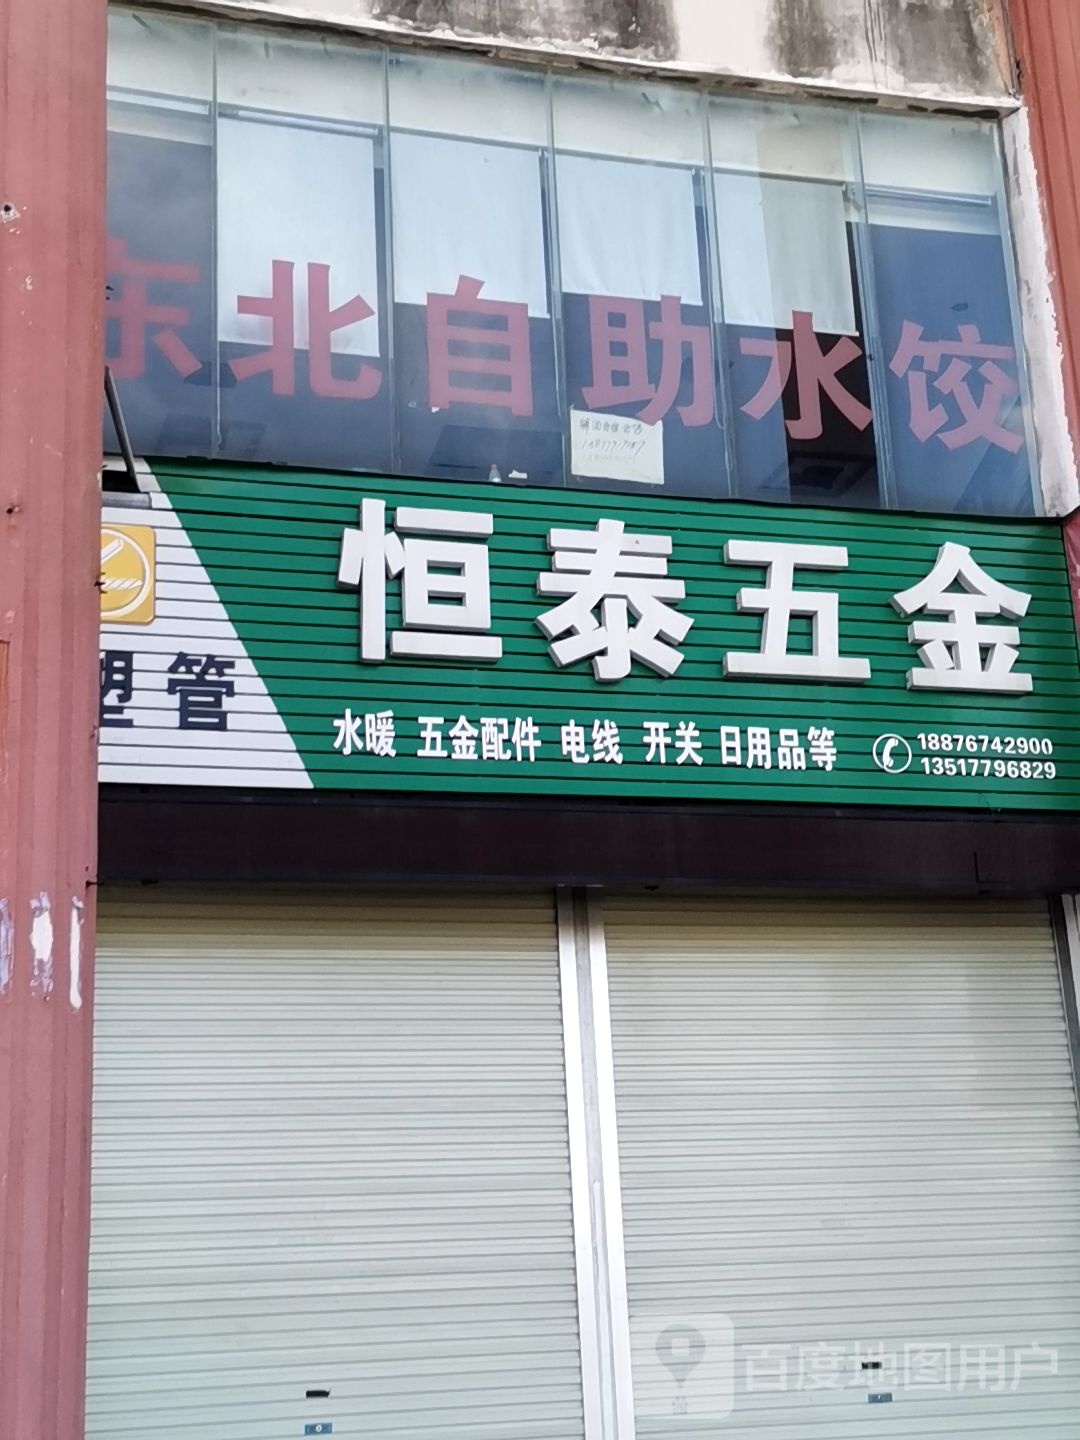 东北自助水饺
恒泰五金
塑管
水暖 五金配件 电线 开关 日用品等
18876742900
13517796829
百度地图用户